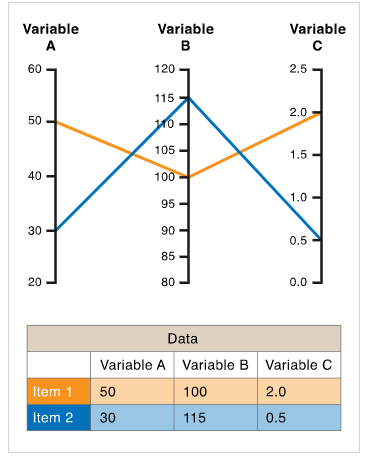 Variable A Variable B Variable C
60 120 2.5
115
50 110 2.0
105 1.5
40 100
95 1.0
30 90 0.5
85
20 80 0.0
Data
Variable A Variable B Variable C
Item 1 50 100 2.0
Item 2 30 115 0.5